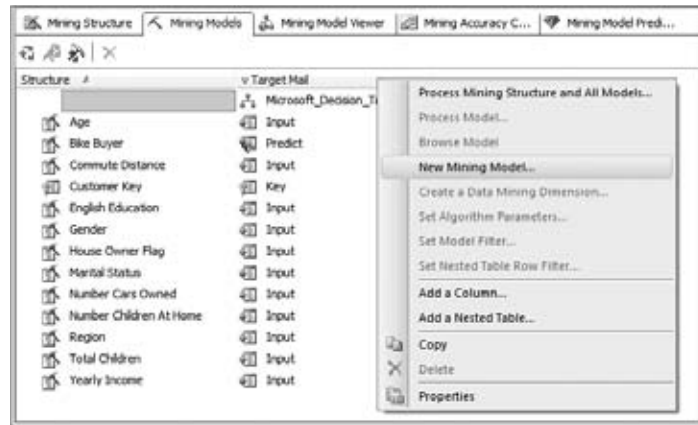 Mining Structure Mining Models Mining Model Viewer Mining Accuracy C... Mining Model Predi...
Structure Target Mail
Microsoft_Decision_T
Age Input
Bike Buyer Predict
Commute Distance Input
Customer Key Key
English Education Input
Gender Input
House Owner Flag Input
Marital Status Input
Number Cars Owned Input
Number Children At Home Input
Region Input
Total Children Input
Yearly Income Input
Process Mining Structure and All Models...
Process Model...
Browse Model
New Mining Model...
Create a Data Mining Dimension...
Set Algorithm Parameters...
Set Model Filter...
Set Nested Table Row Filter...
Add a Column...
Add a Nested Table...
Copy
Delete
Properties